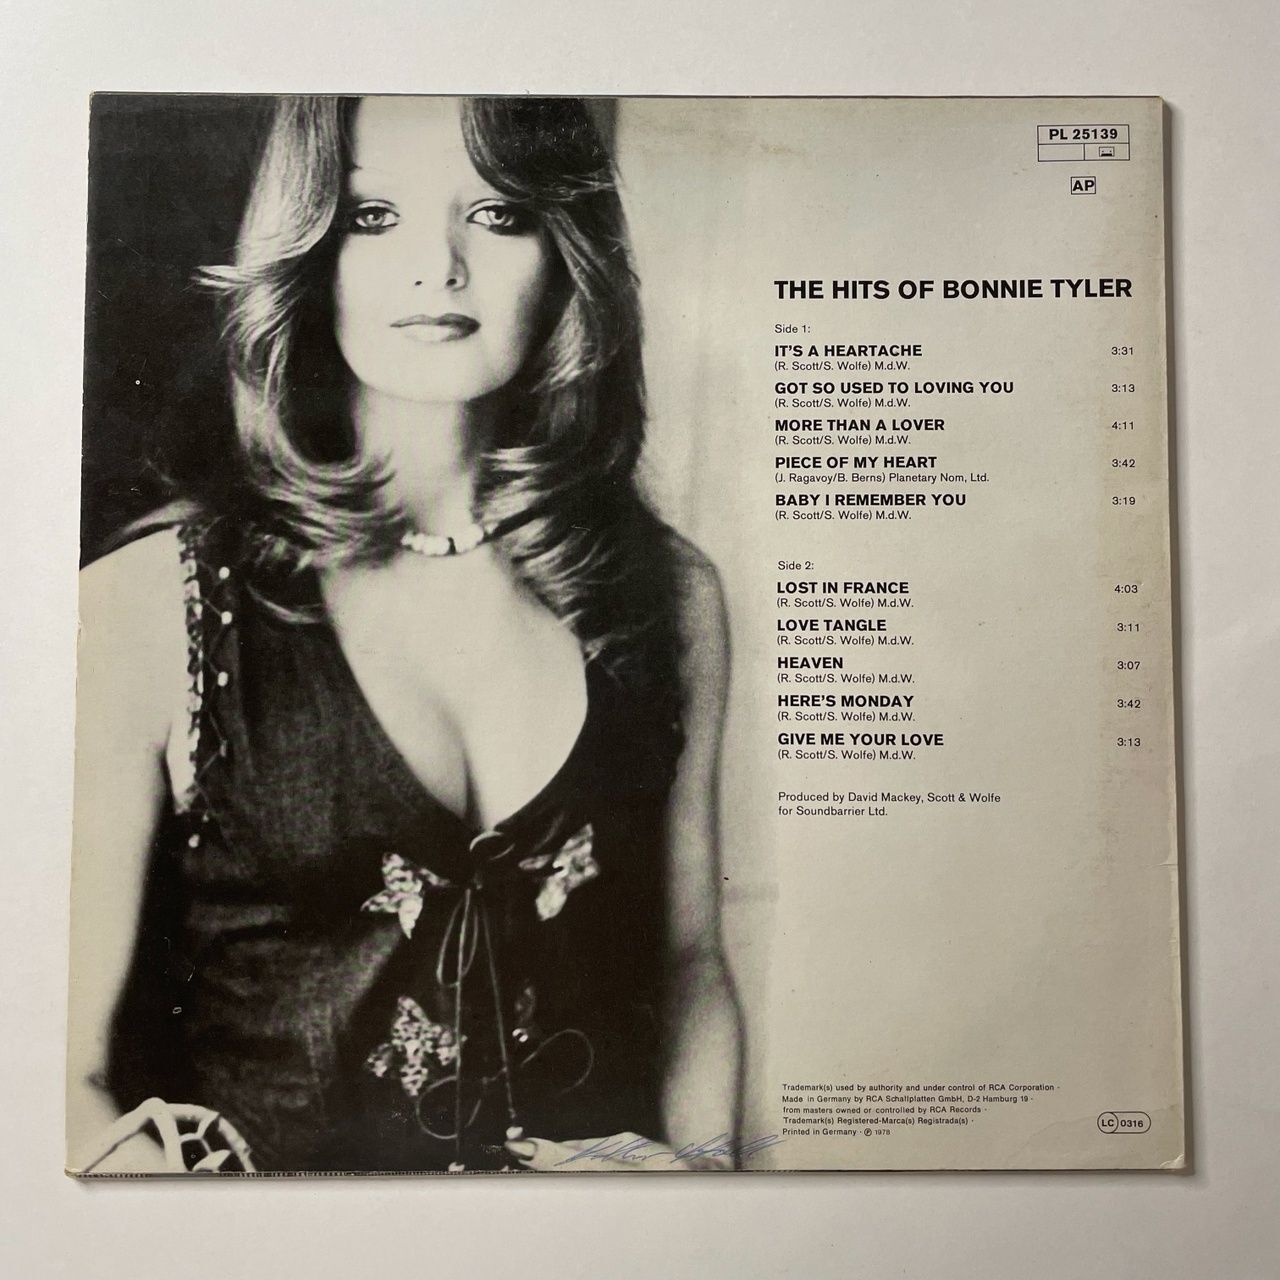 PL 25139
AP
THE HITS OF BONNIE TYLER
Side 1:
IT'S A HEARTACHE 3:31
(R. Scott/S. Wolfe) M.d.W.
GOT SO USED TO LOVING YOU 3:13
(R. Scott/S. Wolfe) M.d.W.
MORE THAN A LOVER 4:11
(R. Scott/S. Wolfe) M.d.W.
PIECE OF MY HEART 3:42
(J. Ragavoy/B. Berns) Planetary Nom, Ltd.
BABY I REMEMBER YOU 3:19
(R. Scott/S. Wolfe) M.d.W.
Side 2:
LOST IN FRANCE 4:03
(R. Scott/S. Wolfe) M.d.W.
LOVE TANGLE 3:11
(R. Scott/S. Wolfe) M.d.W.
HEAVEN 3:07
(R. Scott/S. Wolfe) M.d.W.
HERE'S MONDAY 3:42
(R. Scott/S. Wolfe) M.d.W.
GIVE ME YOUR LOVE 3:13
(R. Scott/S. Wolfe) M.d.W.
Produced by David Mackey, Scott & Wolfe
for Soundbarrier Ltd.
Trademark(s) used by authority and under control of RCA Corporation ·
Made in Germany by RCA Schallplatten GmbH, D-2 Hamburg 19 ·
from masters owned or controlled by RCA Records ·
Trademark(s) Registered-Marca(s) Registrada(s) ·
Printed in Germany · ℗ 1978
LC 0316